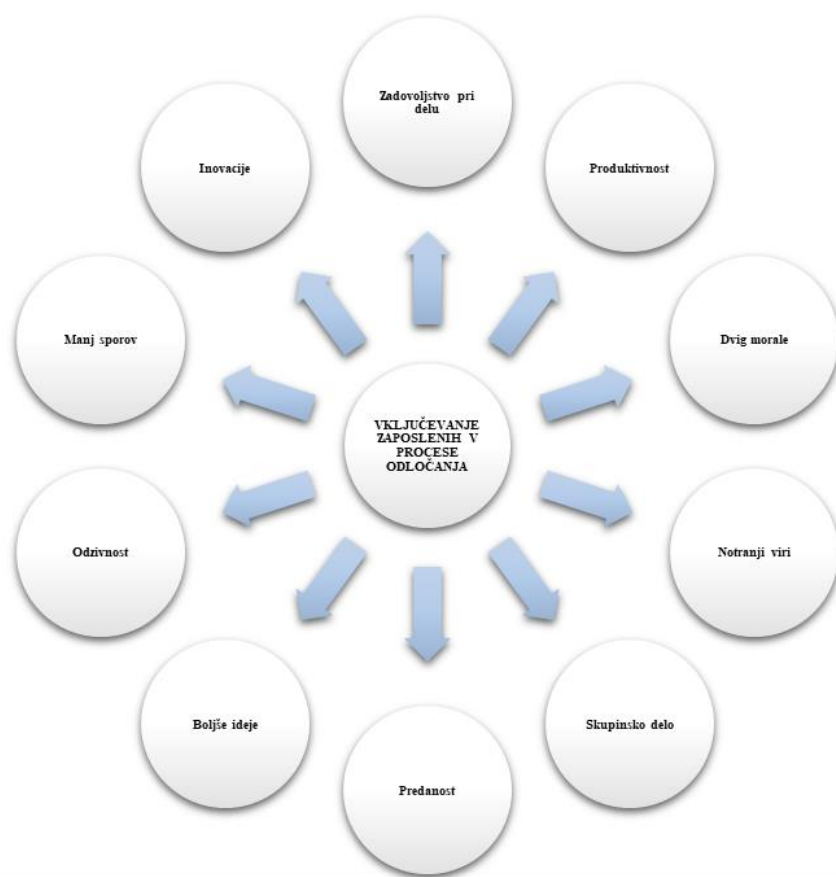 Zadovoljstvo pri
delu
Produktivnost
Dvig morale
Notranji viri
Skupinsko delo
Predanost
Boljše ideje
Odzivnost
Manj sporov
Inovacije
VKLJUČEVANJE
ZAPOSLENIH V
PROCESE
ODLOČANJA